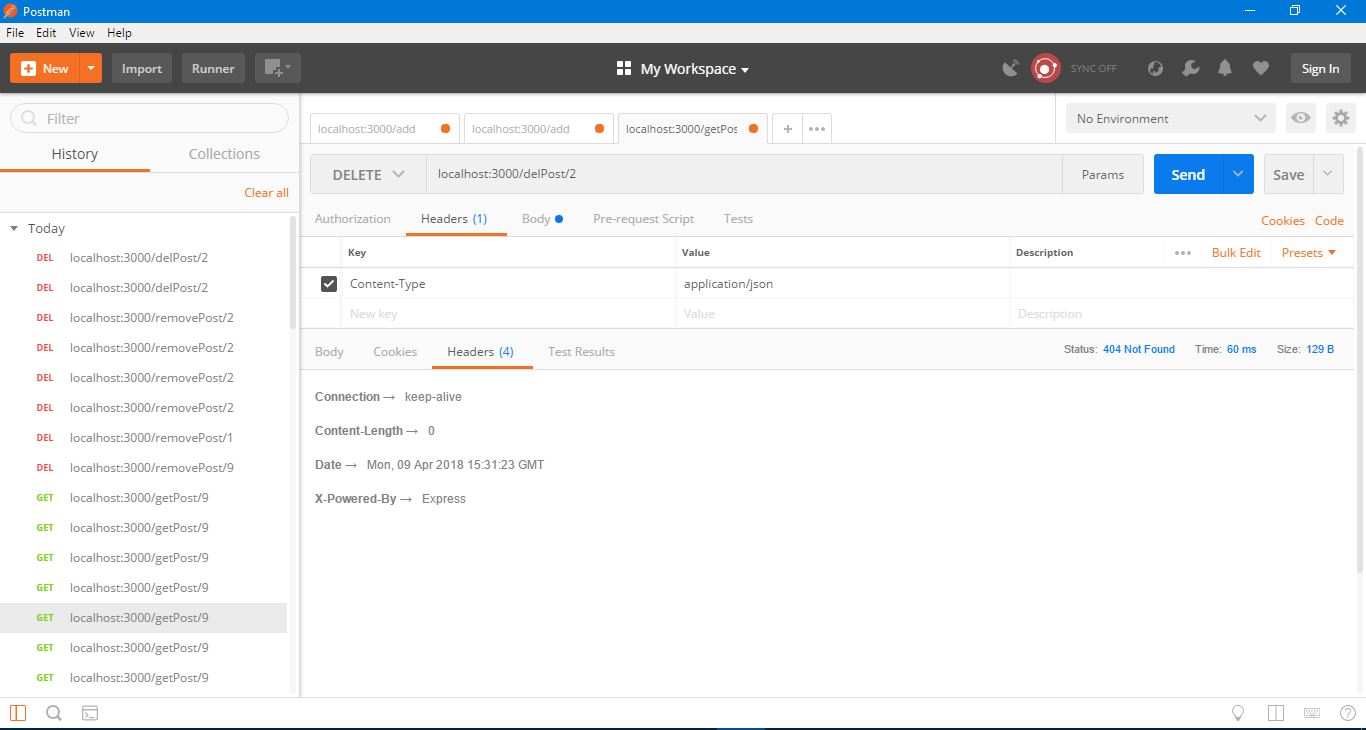 Postman
File Edit View Help
New Import Runner My Workspace SYNC OFF Sign In
Filter
History Collections
Clear all
Today
DEL localhost:3000/delPost/2
DEL localhost:3000/delPost/2
DEL localhost:3000/removePost/2
DEL localhost:3000/removePost/2
DEL localhost:3000/removePost/2
DEL localhost:3000/removePost/2
DEL localhost:3000/removePost/1
DEL localhost:3000/removePost/9
GET localhost:3000/getPost/9
GET localhost:3000/getPost/9
GET localhost:3000/getPost/9
GET localhost:3000/getPost/9
GET localhost:3000/getPost/9
GET localhost:3000/getPost/9
GET localhost:3000/getPost/9
localhost:3000/add localhost:3000/add localhost:3000/getPos + ••• No Environment
DELETE localhost:3000/delPost/2 Params Send Save
Authorization Headers (1) Body Pre-request Script Tests Cookies Code
Key Value Description ••• Bulk Edit Presets
Content-Type application/json
New key Value Description
Body Cookies Headers (4) Test Results Status: 404 Not Found Time: 60 ms Size: 129 B
Connection → keep-alive
Content-Length → 0
Date → Mon, 09 Apr 2018 15:31:23 GMT
X-Powered-By → Express